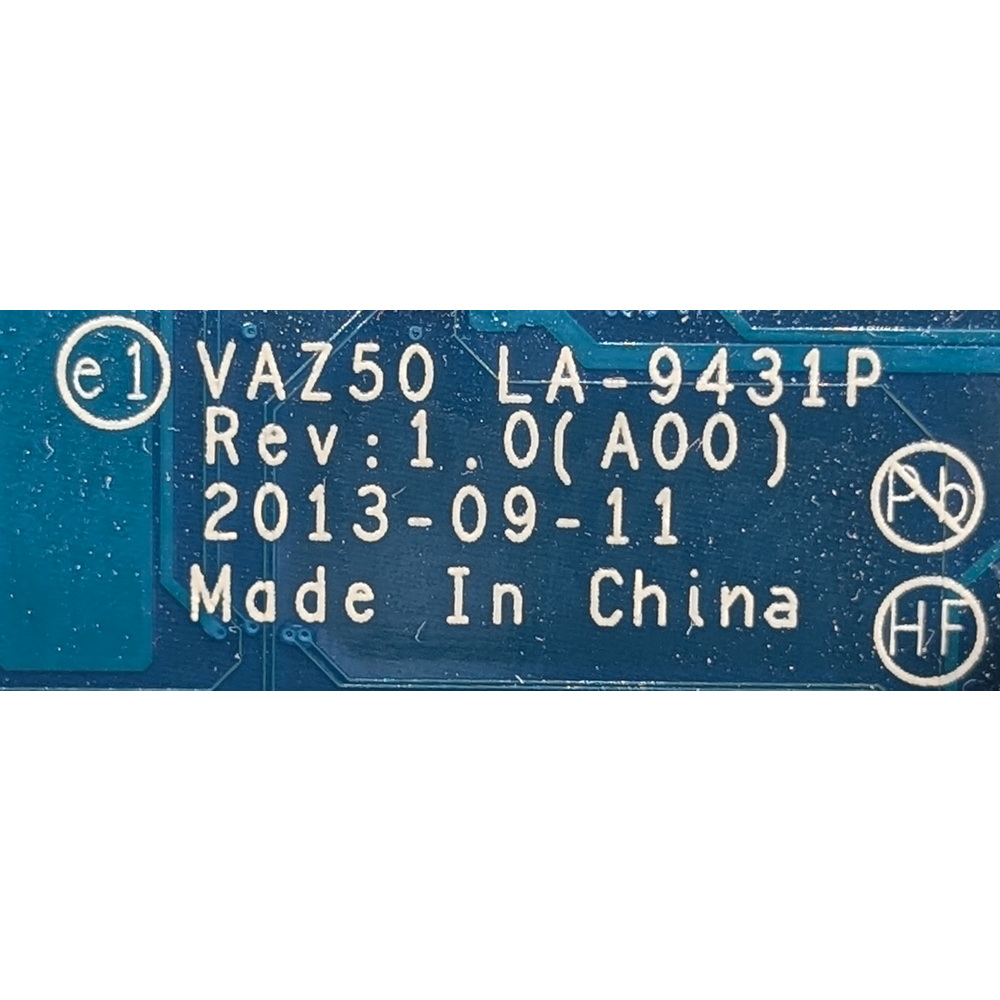 e1 VAZ50 LA-9431P
Rev:1.0(A00)
Pb
2013-09-11
Made In China
HF